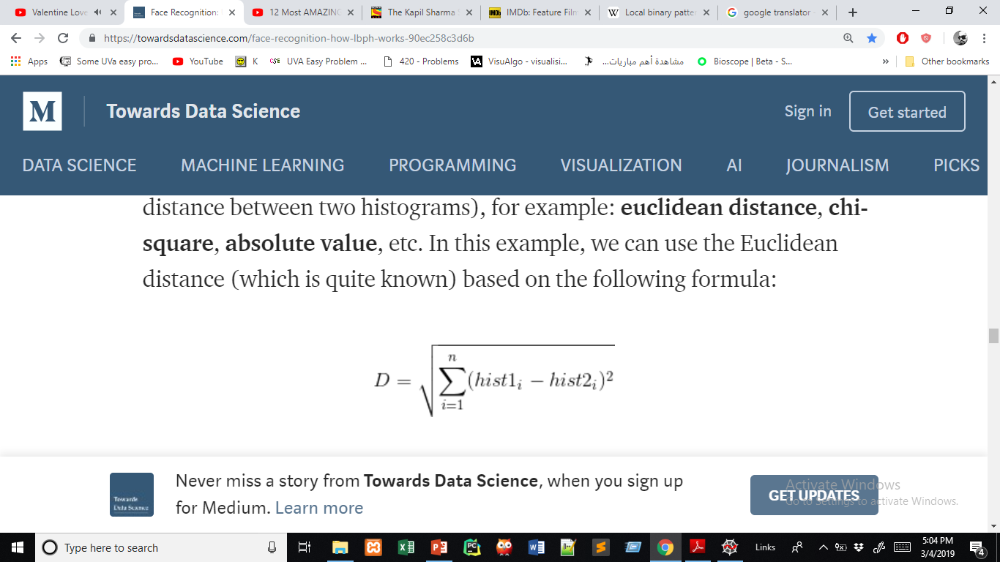 Valentine Love
Face Recognition:
12 Most AMAZING
The Kapil Sharma S
IMDb IMDb: Feature Film
W Local binary patter
G google translator -
https://towardsdatascience.com/face-recognition-how-lbph-works-90ec258c3d6b
Apps
Some UVa easy pro...
YouTube
K
CSE UVA Easy Problem ...
420 - Problems
VA VisuAlgo - visualisi...
مشاهدة أهم مباريات...
Bioscope | Beta - S...
»
Other bookmarks
M
Towards Data Science
Sign in
Get started
DATA SCIENCE MACHINE LEARNING PROGRAMMING VISUALIZATION AI JOURNALISM PICKS
distance between two histograms), for example: euclidean distance, chi-
square, absolute value, etc. In this example, we can use the Euclidean
distance (which is quite known) based on the following formula:
D = √∑ⁿᵢ₌₁(hist1ᵢ − hist2ᵢ)²
Towards
Data Science
Never miss a story from Towards Data Science, when you sign up
for Medium. Learn more
GET UPDATES
Activate Windows
Go to Settings to activate Windows.
Type here to search
Links
5:04 PM
3/4/2019
4